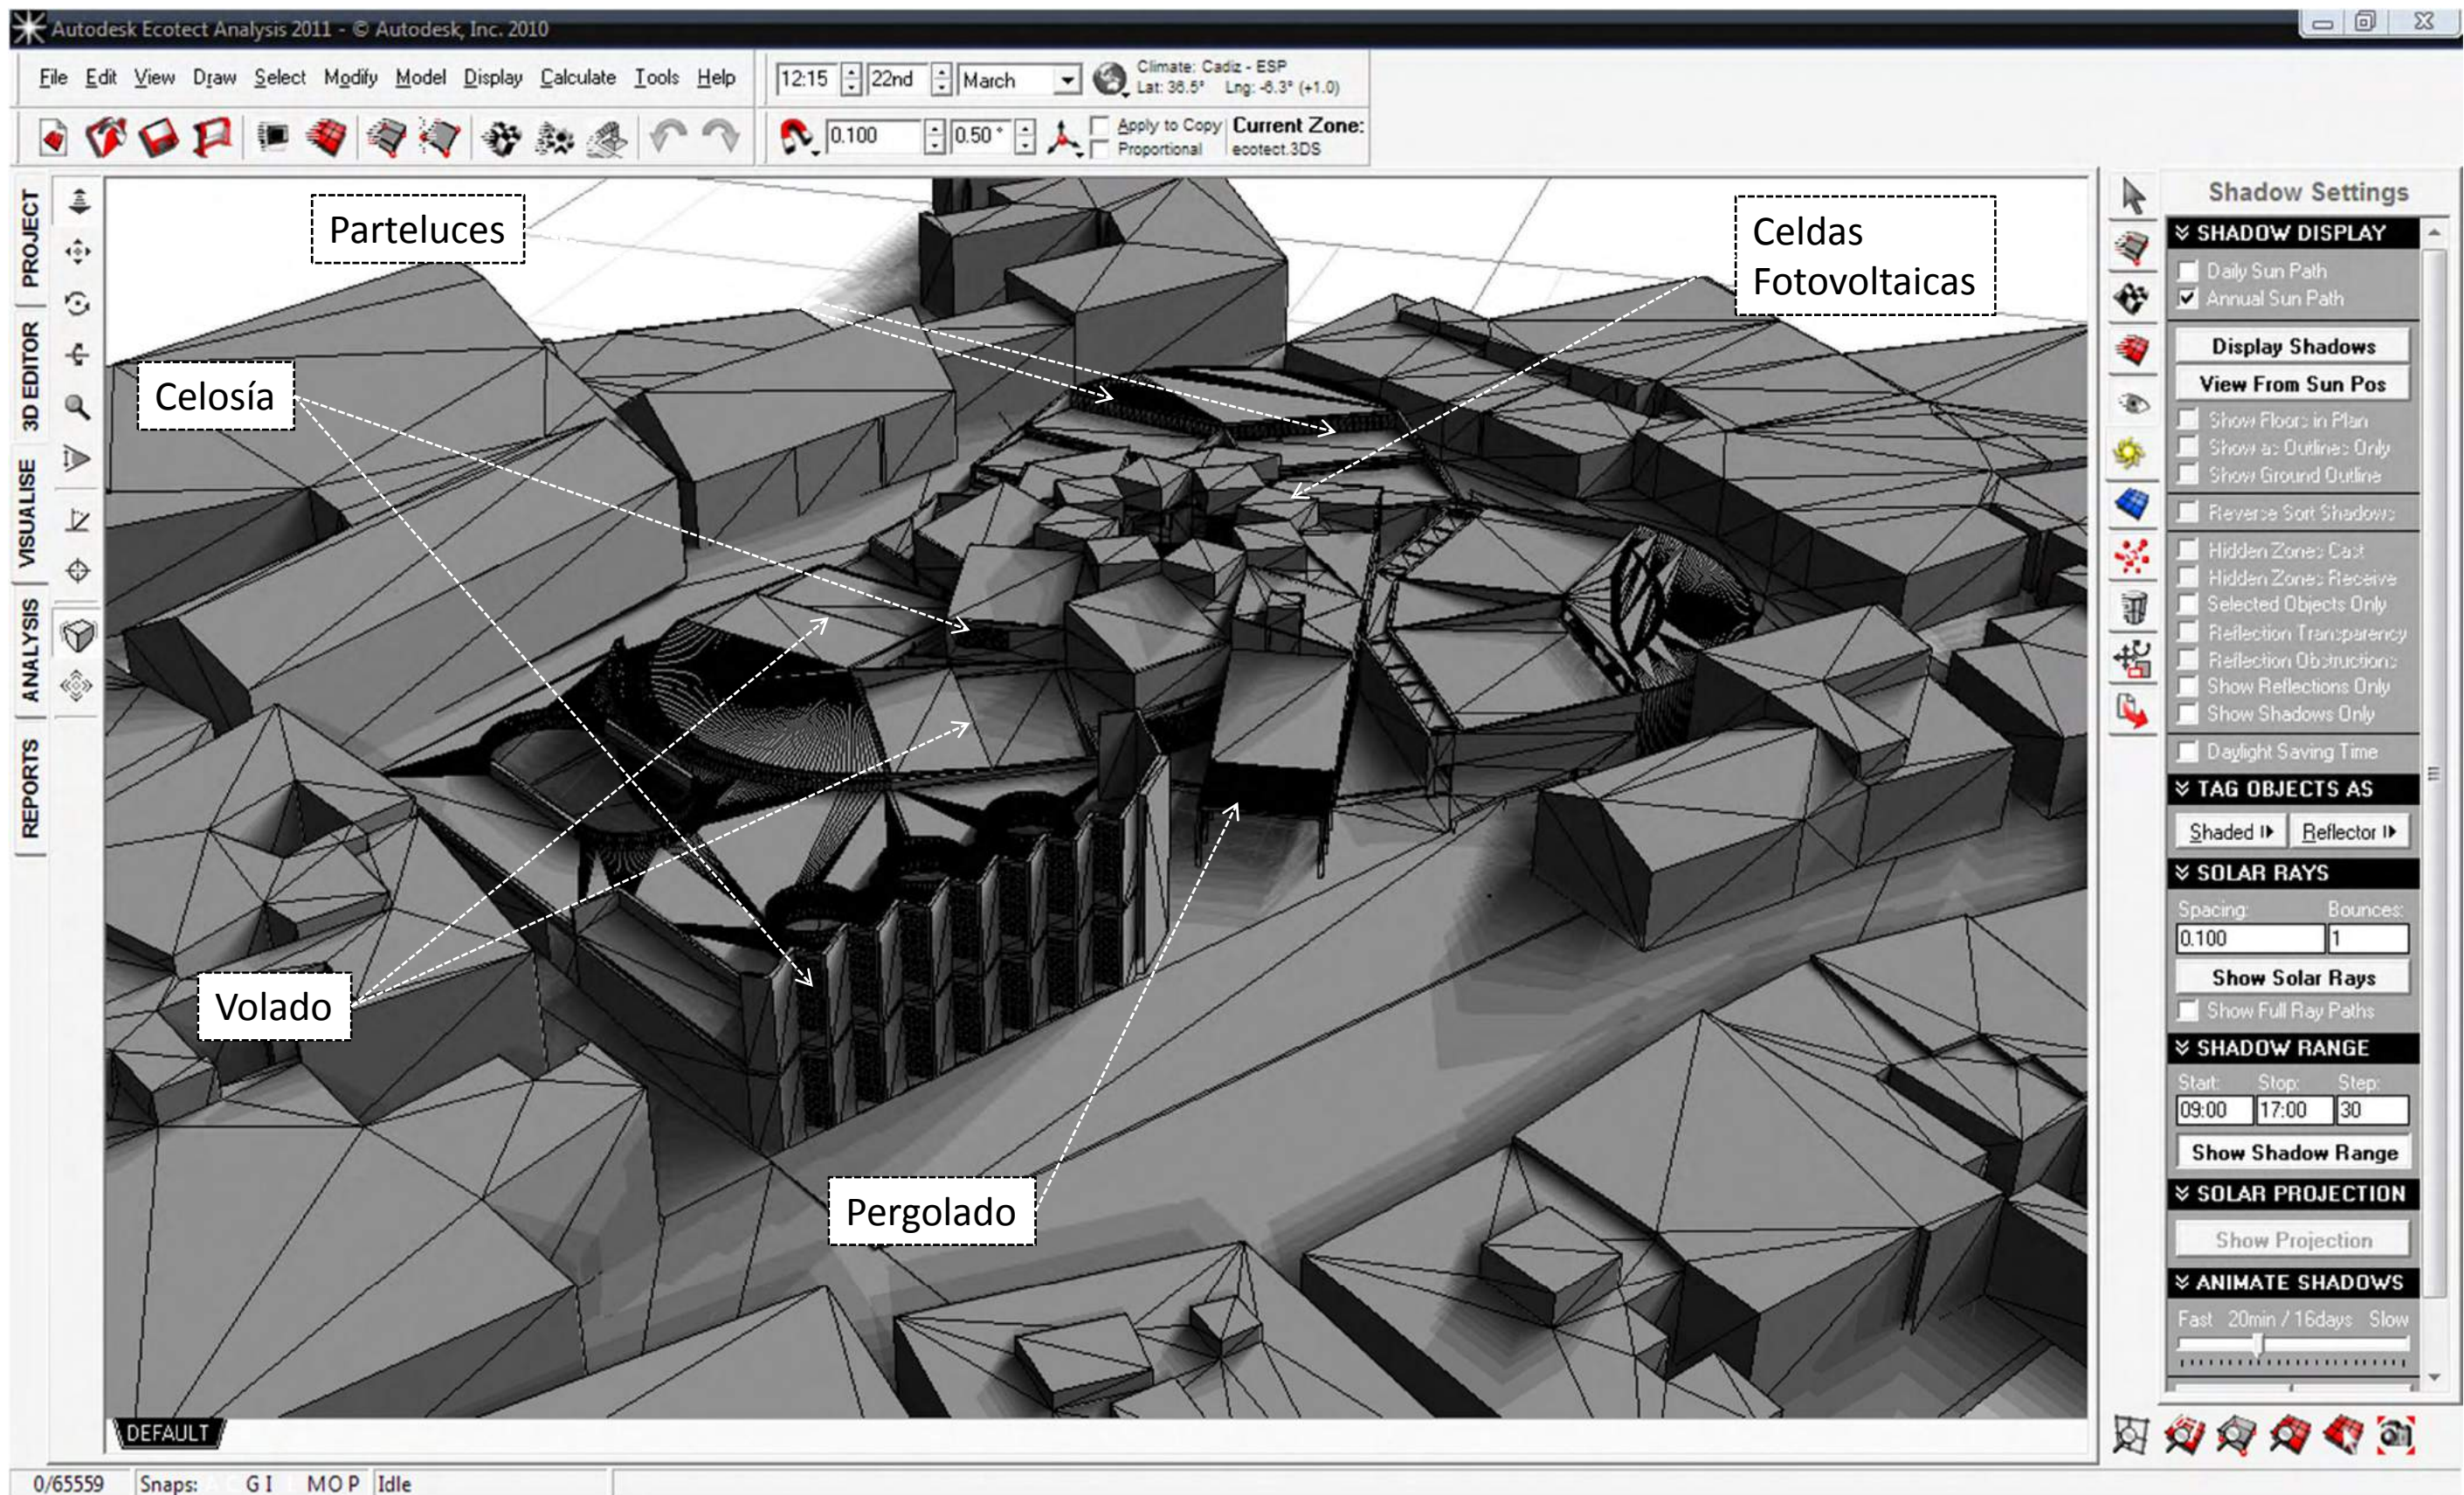 Autodesk Ecotect Analysis 2011 - © Autodesk, Inc. 2010
File Edit View Draw Select Modify Model Display Calculate Tools Help
12:15 22nd March
Climate: Cadiz - ESP
Lat: 36.5° Lng: -6.3° (+1.0)
0.100 0.50 °
Apply to Copy
Proportional
Current Zone:
ecotect.3DS
PROJECT
3D EDITOR
VISUALISE
ANALYSIS
REPORTS
Parteluces
Celdas
Fotovoltaicas
Celosía
Volado
Pergolado
DEFAULT
Shadow Settings
SHADOW DISPLAY
Daily Sun Path
Annual Sun Path
Display Shadows
View From Sun Pos
Show Floors in Plan
Show as Outlines Only
Show Ground Outline
Reverse Sort Shadows
Hidden Zones Cast
Hidden Zones Receive
Selected Objects Only
Reflection Transparency
Reflection Obstructions
Show Reflections Only
Show Shadows Only
Daylight Saving Time
TAG OBJECTS AS
Shaded Reflector
SOLAR RAYS
Spacing: Bounces:
0.100 1
Show Solar Rays
Show Full Ray Paths
SHADOW RANGE
Start: Stop: Step:
09:00 17:00 30
Show Shadow Range
SOLAR PROJECTION
Show Projection
ANIMATE SHADOWS
Fast 20min / 16days Slow
0/65559 Snaps: A C G I L M O P Idle